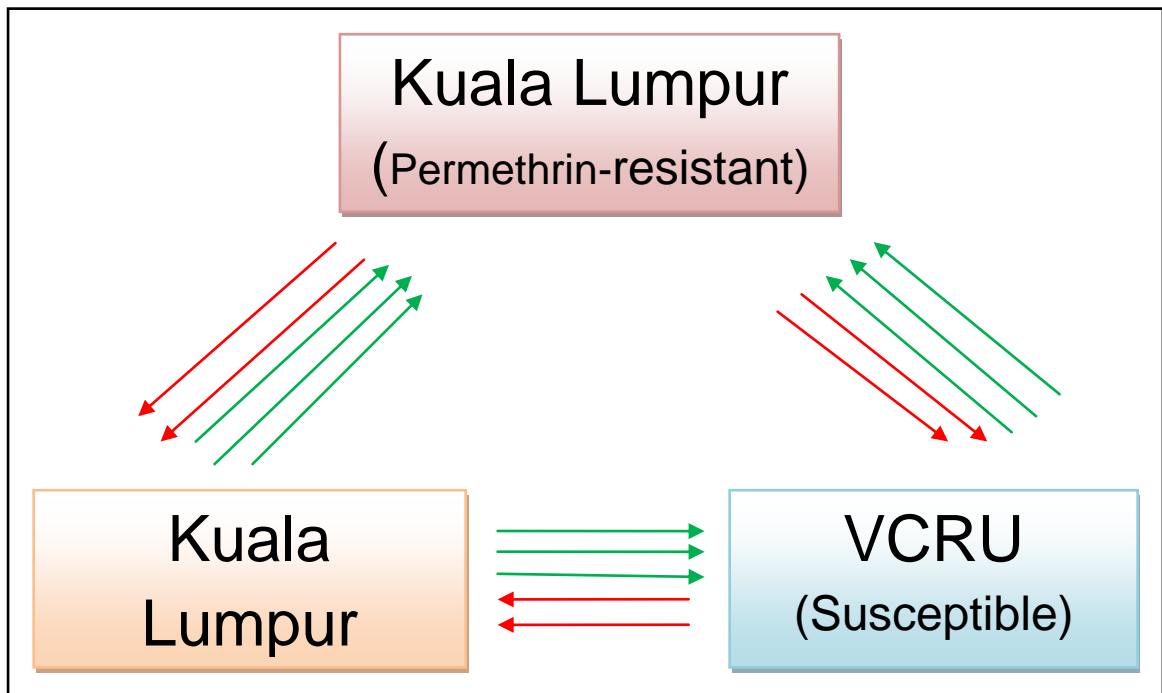 Kuala Lumpur
(Permethrin-resistant)
Kuala
Lumpur
VCRU
(Susceptible)